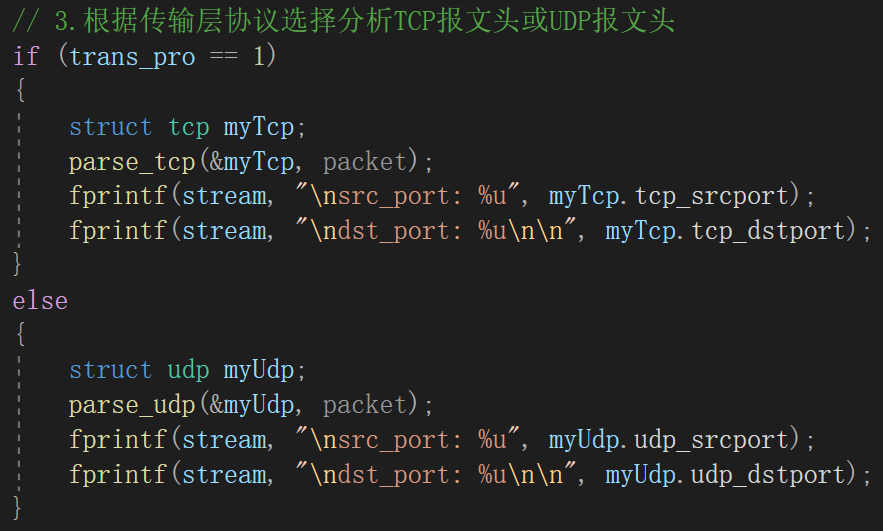 // 3.根据传输层协议选择分析TCP报文头或UDP报文头
if (trans_pro == 1)
{
    struct tcp myTcp;
    parse_tcp(&myTcp, packet);
    fprintf(stream, "\nsrc_port: %u", myTcp.tcp_srcport);
    fprintf(stream, "\ndst_port: %u\n\n", myTcp.tcp_dstport);
}
else
{
    struct udp myUdp;
    parse_udp(&myUdp, packet);
    fprintf(stream, "\nsrc_port: %u", myUdp.udp_srcport);
    fprintf(stream, "\ndst_port: %u\n\n", myUdp.udp_dstport);
}